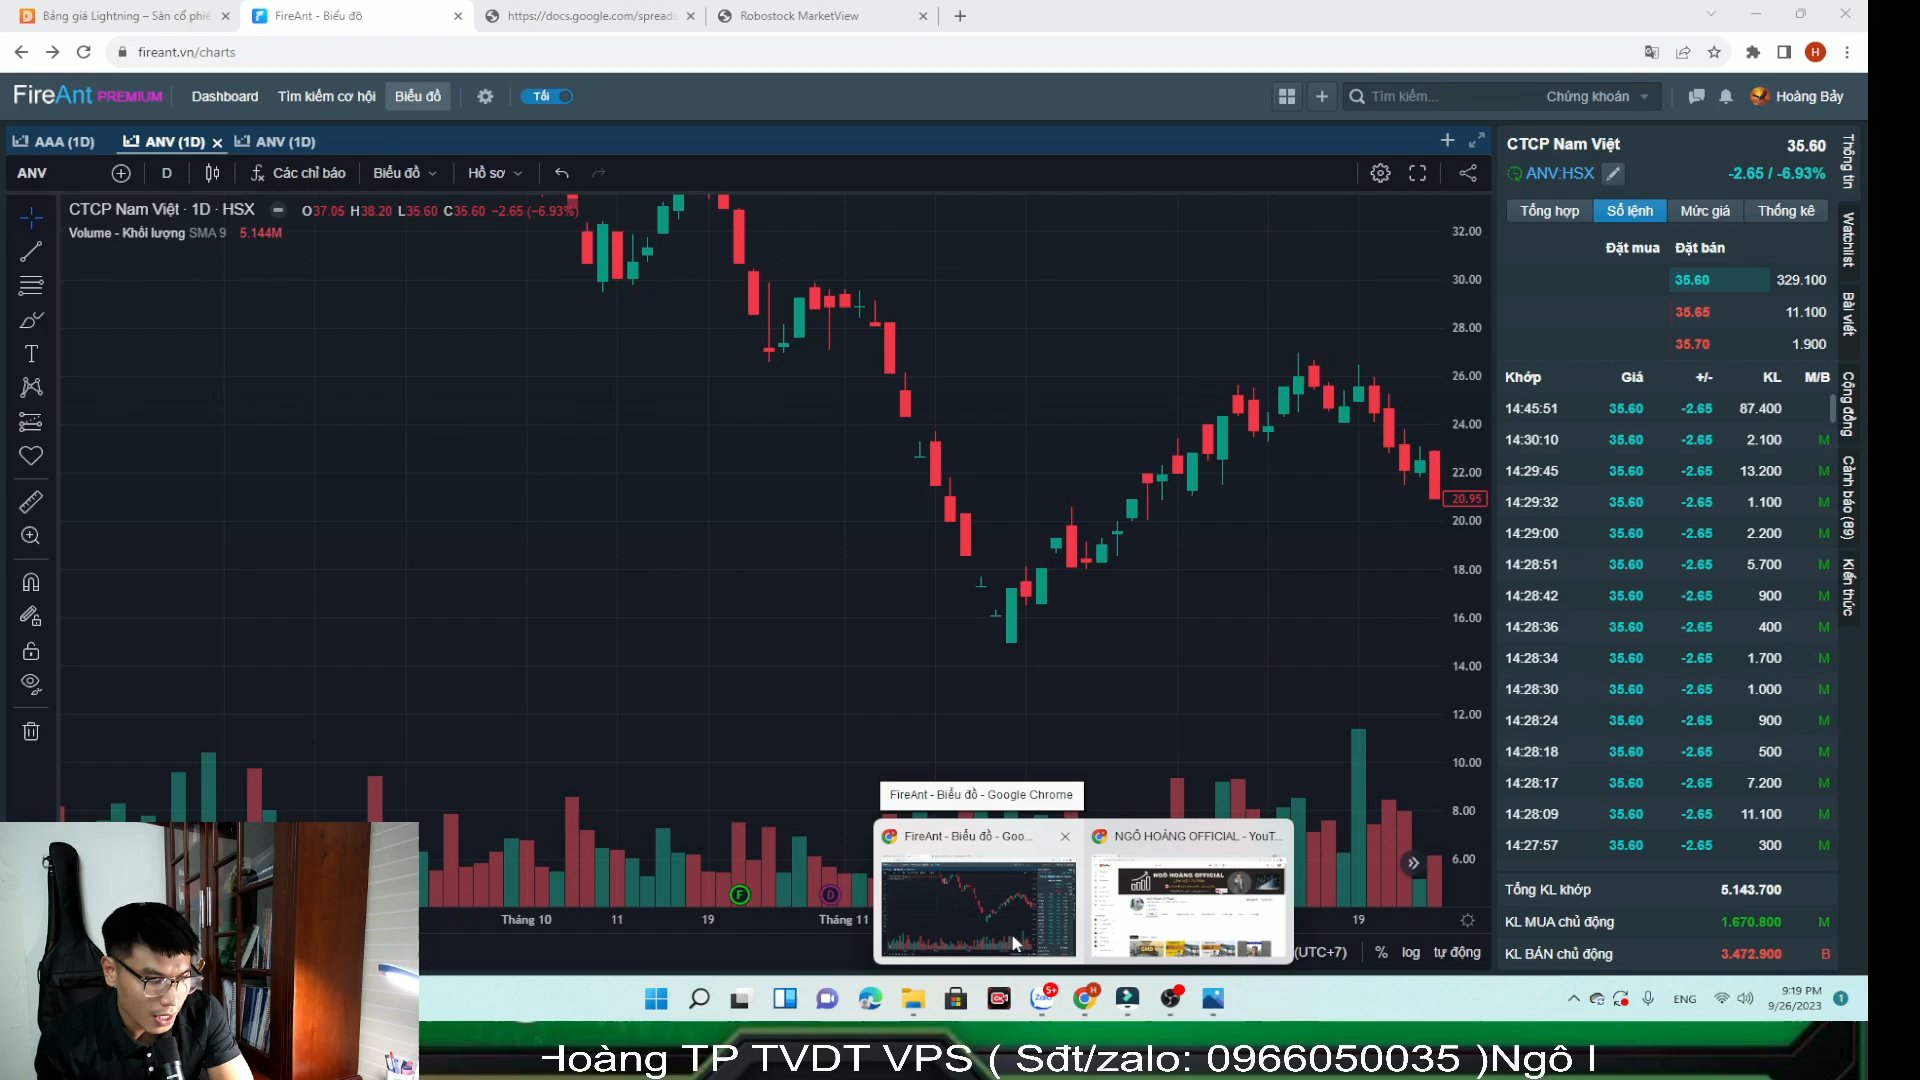 Bảng giá Lightning – Sàn cổ phiế
FireAnt - Biểu đồ
https://docs.google.com/spreads
Robostock MarketView
fireant.vn/charts
H
FireAnt PREMIUM
Dashboard
Tìm kiếm cơ hội
Biểu đồ
Tối
Tìm kiếm...
Chứng khoán
Hoàng Bảy
AAA (1D)
ANV (1D)
ANV (1D)
ANV
D
Các chỉ báo
Biểu đồ
Hồ sơ
CTCP Nam Việt · 1D · HSX
O37.05 H38.20 L35.60 C35.60 −2.65 (−6.93%)
Volume - Khối lượng SMA 9 5.144M
32.00
30.00
28.00
26.00
24.00
22.00
20.95
20.00
18.00
16.00
14.00
12.00
10.00
8.00
6.00
F
D
Tháng 10
11
19
Tháng 11
19
(UTC+7)
%
log
tự động
CTCP Nam Việt
35.60
ANV:HSX
-2.65 / -6.93%
Tổng hợp
Sổ lệnh
Mức giá
Thống kê
Đặt mua Đặt bán
35.60 329.100
35.65 11.100
35.70 1.900
Khớp Giá +/- KL M/B
14:45:51 35.60 -2.65 87.400
14:30:10 35.60 -2.65 2.100 M
14:29:45 35.60 -2.65 13.200 M
14:29:32 35.60 -2.65 1.100 M
14:29:00 35.60 -2.65 2.200 M
14:28:51 35.60 -2.65 5.700 M
14:28:42 35.60 -2.65 900 M
14:28:36 35.60 -2.65 400 M
14:28:34 35.60 -2.65 1.700 M
14:28:30 35.60 -2.65 1.000 M
14:28:24 35.60 -2.65 900 M
14:28:18 35.60 -2.65 500 M
14:28:17 35.60 -2.65 7.200 M
14:28:09 35.60 -2.65 11.100 M
14:27:57 35.60 -2.65 300 M
Tổng KL khớp 5.143.700
KL MUA chủ động 1.670.800 M
KL BÁN chủ động 3.472.900 B
Thông tin
Watchlist
Bài viết
Cộng đồng
Cảnh báo (89)
Kiến thức
FireAnt - Biểu đồ - Google Chrome
FireAnt - Biểu đồ - Goo...
NGÔ HOÀNG OFFICIAL - YouT...
NGÔ HOÀNG OFFICIAL
Zalo
5+
H
ENG
9:19 PM
9/26/2023
1
Hoàng TP TVDT VPS ( Sđt/zalo: 0966050035 )Ngô